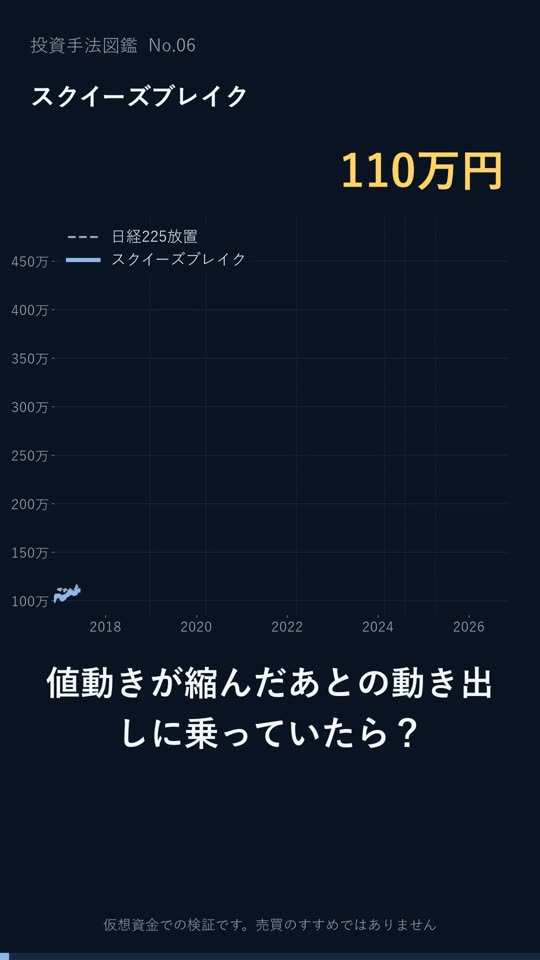 投資手法図鑑 No.06
スクイーズブレイク
110万円
日経225放置
スクイーズブレイク
450万
400万
350万
300万
250万
200万
150万
100万
2018 2020 2022 2024 2026
値動きが縮んだあとの動き出
しに乗っていたら？
仮想資金での検証です。売買のすすめではありません